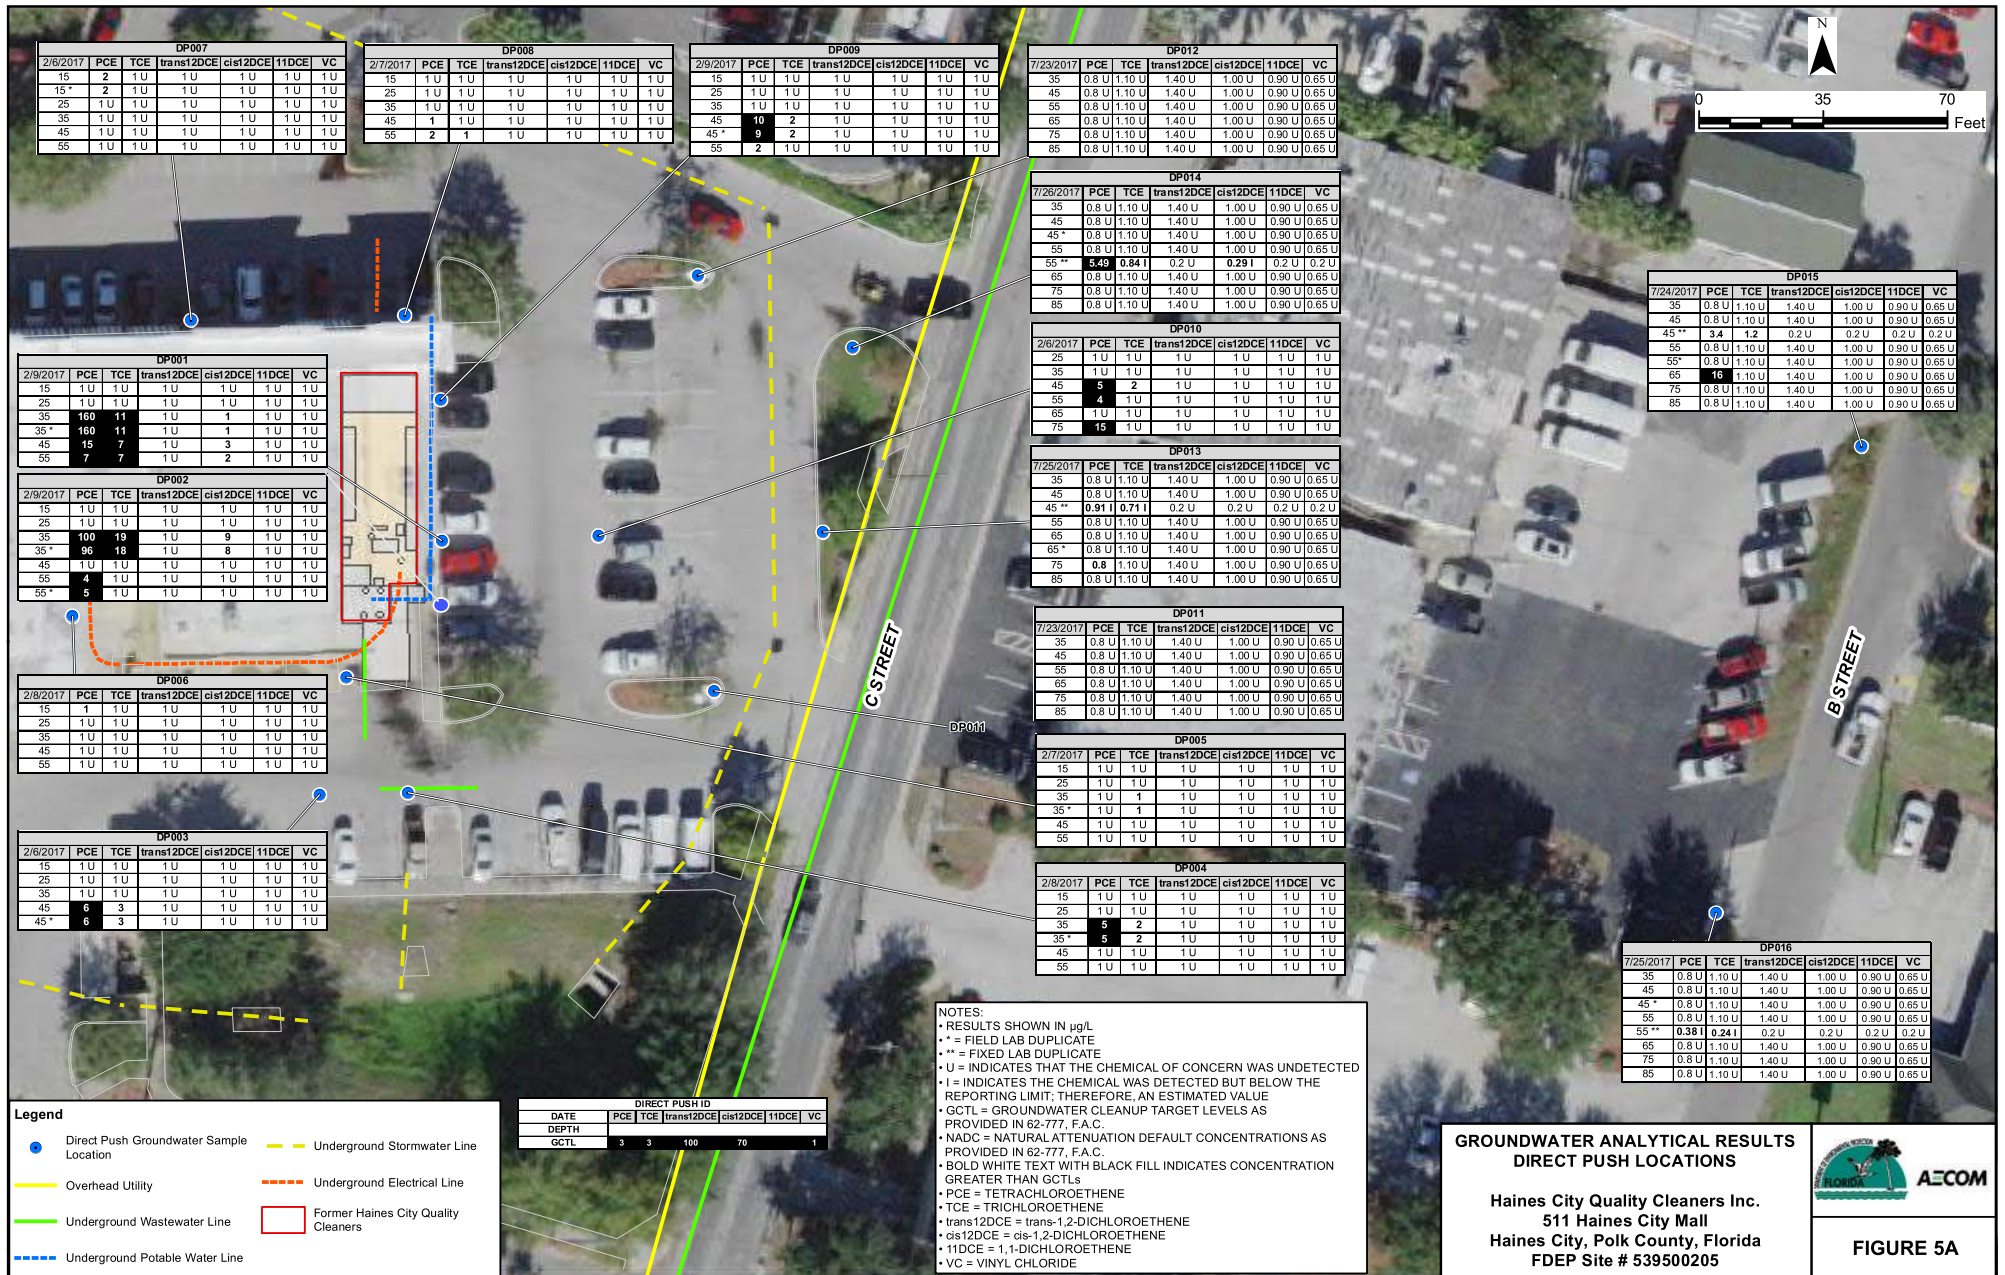 DP007
2/6/2017 PCE TCE trans12DCE cis12DCE 11DCE VC
15 2 1 U 1 U 1 U 1 U 1 U
15 * 2 1 U 1 U 1 U 1 U 1 U
25 1 U 1 U 1 U 1 U 1 U 1 U
35 1 U 1 U 1 U 1 U 1 U 1 U
45 1 U 1 U 1 U 1 U 1 U 1 U
55 1 U 1 U 1 U 1 U 1 U 1 U
DP008
2/7/2017 PCE TCE trans12DCE cis12DCE 11DCE VC
15 1 U 1 U 1 U 1 U 1 U 1 U
25 1 U 1 U 1 U 1 U 1 U 1 U
35 1 U 1 U 1 U 1 U 1 U 1 U
45 1 1 U 1 U 1 U 1 U 1 U
55 2 1 1 U 1 U 1 U 1 U
DP009
2/9/2017 PCE TCE trans12DCE cis12DCE 11DCE VC
15 1 U 1 U 1 U 1 U 1 U 1 U
25 1 U 1 U 1 U 1 U 1 U 1 U
35 1 U 1 U 1 U 1 U 1 U 1 U
45 10 2 1 U 1 U 1 U 1 U
45 * 9 2 1 U 1 U 1 U 1 U
55 2 1 U 1 U 1 U 1 U 1 U
DP012
7/23/2017 PCE TCE trans12DCE cis12DCE 11DCE VC
35 0.8 U 1.10 U 1.40 U 1.00 U 0.90 U 0.65 U
45 0.8 U 1.10 U 1.40 U 1.00 U 0.90 U 0.65 U
55 0.8 U 1.10 U 1.40 U 1.00 U 0.90 U 0.65 U
65 0.8 U 1.10 U 1.40 U 1.00 U 0.90 U 0.65 U
75 0.8 U 1.10 U 1.40 U 1.00 U 0.90 U 0.65 U
85 0.8 U 1.10 U 1.40 U 1.00 U 0.90 U 0.65 U
N
0 35 70
Feet
DP014
7/26/2017 PCE TCE trans12DCE cis12DCE 11DCE VC
35 0.8 U 1.10 U 1.40 U 1.00 U 0.90 U 0.65 U
45 0.8 U 1.10 U 1.40 U 1.00 U 0.90 U 0.65 U
45 * 0.8 U 1.10 U 1.40 U 1.00 U 0.90 U 0.65 U
55 0.8 U 1.10 U 1.40 U 1.00 U 0.90 U 0.65 U
55 ** 5.49 0.84 I 0.2 U 0.29 I 0.2 U 0.2 U
65 0.8 U 1.10 U 1.40 U 1.00 U 0.90 U 0.65 U
75 0.8 U 1.10 U 1.40 U 1.00 U 0.90 U 0.65 U
85 0.8 U 1.10 U 1.40 U 1.00 U 0.90 U 0.65 U
DP015
7/24/2017 PCE TCE trans12DCE cis12DCE 11DCE VC
35 0.8 U 1.10 U 1.40 U 1.00 U 0.90 U 0.65 U
45 0.8 U 1.10 U 1.40 U 1.00 U 0.90 U 0.65 U
45 ** 3.4 1.2 0.2 U 0.2 U 0.2 U 0.2 U
55 0.8 U 1.10 U 1.40 U 1.00 U 0.90 U 0.65 U
55* 0.8 U 1.10 U 1.40 U 1.00 U 0.90 U 0.65 U
65 16 1.10 U 1.40 U 1.00 U 0.90 U 0.65 U
75 0.8 U 1.10 U 1.40 U 1.00 U 0.90 U 0.65 U
85 0.8 U 1.10 U 1.40 U 1.00 U 0.90 U 0.65 U
DP010
2/6/2017 PCE TCE trans12DCE cis12DCE 11DCE VC
25 1 U 1 U 1 U 1 U 1 U 1 U
35 1 U 1 U 1 U 1 U 1 U 1 U
45 5 2 1 U 1 U 1 U 1 U
55 4 1 U 1 U 1 U 1 U 1 U
65 1 U 1 U 1 U 1 U 1 U 1 U
75 15 1 U 1 U 1 U 1 U 1 U
DP001
2/9/2017 PCE TCE trans12DCE cis12DCE 11DCE VC
15 1 U 1 U 1 U 1 U 1 U 1 U
25 1 U 1 U 1 U 1 U 1 U 1 U
35 160 11 1 U 1 1 U 1 U
35 * 160 11 1 U 1 1 U 1 U
45 15 7 1 U 3 1 U 1 U
55 7 7 1 U 2 1 U 1 U
DP013
7/25/2017 PCE TCE trans12DCE cis12DCE 11DCE VC
35 0.8 U 1.10 U 1.40 U 1.00 U 0.90 U 0.65 U
45 0.8 U 1.10 U 1.40 U 1.00 U 0.90 U 0.65 U
45 ** 0.91 I 0.71 I 0.2 U 0.2 U 0.2 U 0.2 U
55 0.8 U 1.10 U 1.40 U 1.00 U 0.90 U 0.65 U
65 0.8 U 1.10 U 1.40 U 1.00 U 0.90 U 0.65 U
65 * 0.8 U 1.10 U 1.40 U 1.00 U 0.90 U 0.65 U
75 0.8 1.10 U 1.40 U 1.00 U 0.90 U 0.65 U
85 0.8 U 1.10 U 1.40 U 1.00 U 0.90 U 0.65 U
DP002
2/9/2017 PCE TCE trans12DCE cis12DCE 11DCE VC
15 1 U 1 U 1 U 1 U 1 U 1 U
25 1 U 1 U 1 U 1 U 1 U 1 U
35 100 19 1 U 9 1 U 1 U
35 * 96 18 1 U 8 1 U 1 U
45 1 U 1 U 1 U 1 U 1 U 1 U
55 4 1 U 1 U 1 U 1 U 1 U
55 * 5 1 U 1 U 1 U 1 U 1 U
DP011
7/23/2017 PCE TCE trans12DCE cis12DCE 11DCE VC
35 0.8 U 1.10 U 1.40 U 1.00 U 0.90 U 0.65 U
45 0.8 U 1.10 U 1.40 U 1.00 U 0.90 U 0.65 U
55 0.8 U 1.10 U 1.40 U 1.00 U 0.90 U 0.65 U
65 0.8 U 1.10 U 1.40 U 1.00 U 0.90 U 0.65 U
75 0.8 U 1.10 U 1.40 U 1.00 U 0.90 U 0.65 U
85 0.8 U 1.10 U 1.40 U 1.00 U 0.90 U 0.65 U
C STREET
B STREET
DP011
DP006
2/8/2017 PCE TCE trans12DCE cis12DCE 11DCE VC
15 1 1 U 1 U 1 U 1 U 1 U
25 1 U 1 U 1 U 1 U 1 U 1 U
35 1 U 1 U 1 U 1 U 1 U 1 U
45 1 U 1 U 1 U 1 U 1 U 1 U
55 1 U 1 U 1 U 1 U 1 U 1 U
DP005
2/7/2017 PCE TCE trans12DCE cis12DCE 11DCE VC
15 1 U 1 U 1 U 1 U 1 U 1 U
25 1 U 1 U 1 U 1 U 1 U 1 U
35 1 U 1 1 U 1 U 1 U 1 U
35 * 1 U 1 1 U 1 U 1 U 1 U
45 1 U 1 U 1 U 1 U 1 U 1 U
55 1 U 1 U 1 U 1 U 1 U 1 U
DP003
2/6/2017 PCE TCE trans12DCE cis12DCE 11DCE VC
15 1 U 1 U 1 U 1 U 1 U 1 U
25 1 U 1 U 1 U 1 U 1 U 1 U
35 1 U 1 U 1 U 1 U 1 U 1 U
45 6 3 1 U 1 U 1 U 1 U
45 * 6 3 1 U 1 U 1 U 1 U
DP004
2/8/2017 PCE TCE trans12DCE cis12DCE 11DCE VC
15 1 U 1 U 1 U 1 U 1 U 1 U
25 1 U 1 U 1 U 1 U 1 U 1 U
35 5 2 1 U 1 U 1 U 1 U
35 * 5 2 1 U 1 U 1 U 1 U
45 1 U 1 U 1 U 1 U 1 U 1 U
55 1 U 1 U 1 U 1 U 1 U 1 U
DP016
7/25/2017 PCE TCE trans12DCE cis12DCE 11DCE VC
35 0.8 U 1.10 U 1.40 U 1.00 U 0.90 U 0.65 U
45 0.8 U 1.10 U 1.40 U 1.00 U 0.90 U 0.65 U
45 * 0.8 U 1.10 U 1.40 U 1.00 U 0.90 U 0.65 U
55 0.8 U 1.10 U 1.40 U 1.00 U 0.90 U 0.65 U
55 ** 0.38 I 0.24 I 0.2 U 0.2 U 0.2 U 0.2 U
65 0.8 U 1.10 U 1.40 U 1.00 U 0.90 U 0.65 U
75 0.8 U 1.10 U 1.40 U 1.00 U 0.90 U 0.65 U
85 0.8 U 1.10 U 1.40 U 1.00 U 0.90 U 0.65 U
Legend
Direct Push Groundwater Sample
Location
Overhead Utility
Underground Wastewater Line
Underground Potable Water Line
Underground Stormwater Line
Underground Electrical Line
Former Haines City Quality
Cleaners
DIRECT PUSH ID
DATE PCE TCE trans12DCE cis12DCE 11DCE VC
DEPTH
GCTL 3 3 100 70 1
NOTES:
• RESULTS SHOWN IN µg/L
• * = FIELD LAB DUPLICATE
• ** = FIXED LAB DUPLICATE
• U = INDICATES THAT THE CHEMICAL OF CONCERN WAS UNDETECTED
• I = INDICATES THE CHEMICAL WAS DETECTED BUT BELOW THE
REPORTING LIMIT; THEREFORE, AN ESTIMATED VALUE
• GCTL = GROUNDWATER CLEANUP TARGET LEVELS AS
PROVIDED IN 62-777, F.A.C.
• NADC = NATURAL ATTENUATION DEFAULT CONCENTRATIONS AS
PROVIDED IN 62-777, F.A.C.
• BOLD WHITE TEXT WITH BLACK FILL INDICATES CONCENTRATION
GREATER THAN GCTLs
• PCE = TETRACHLOROETHENE
• TCE = TRICHLOROETHENE
• trans12DCE = trans-1,2-DICHLOROETHENE
• cis12DCE = cis-1,2-DICHLOROETHENE
• 11DCE = 1,1-DICHLOROETHENE
• VC = VINYL CHLORIDE
GROUNDWATER ANALYTICAL RESULTS
DIRECT PUSH LOCATIONS
Haines City Quality Cleaners Inc.
511 Haines City Mall
Haines City, Polk County, Florida
FDEP Site # 539500205
FLORIDA
AECOM
FIGURE 5A